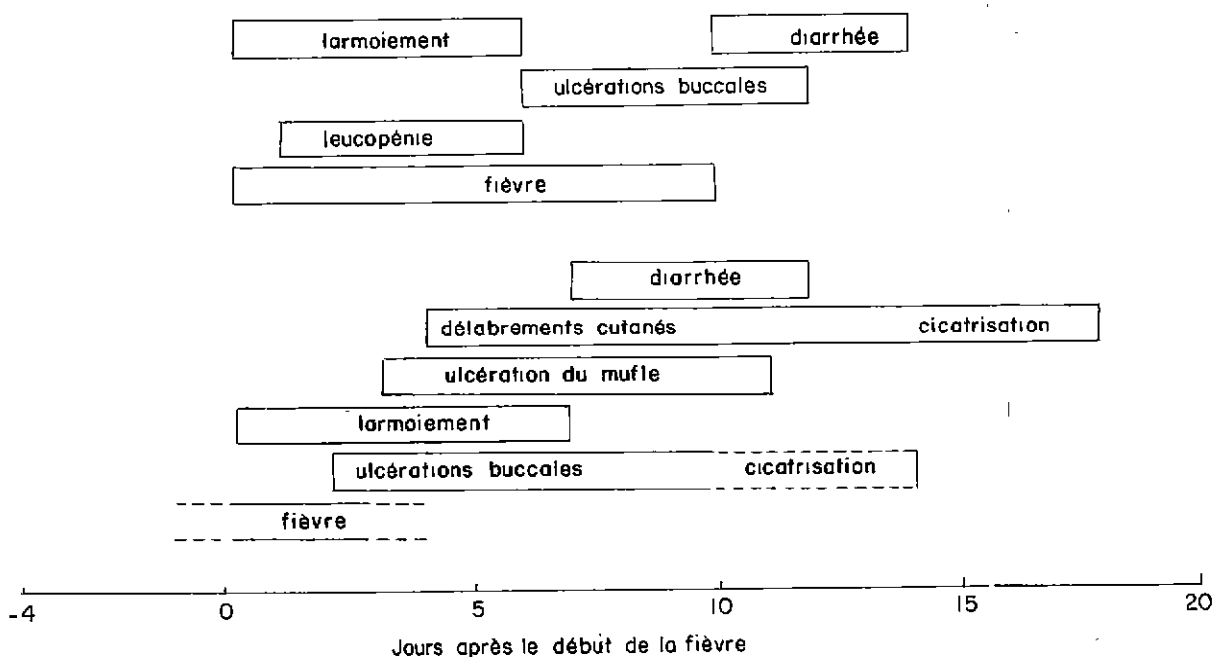 larmoiement diarrhée
ulcérations buccales
leucopénie
fièvre
diarrhée
délabrements cutanés cicatrisation
ulcération du mufle
larmoiement
ulcérations buccales cicatrisation
fièvre
-4 0 5 10 15 20
Jours après le début de la fièvre